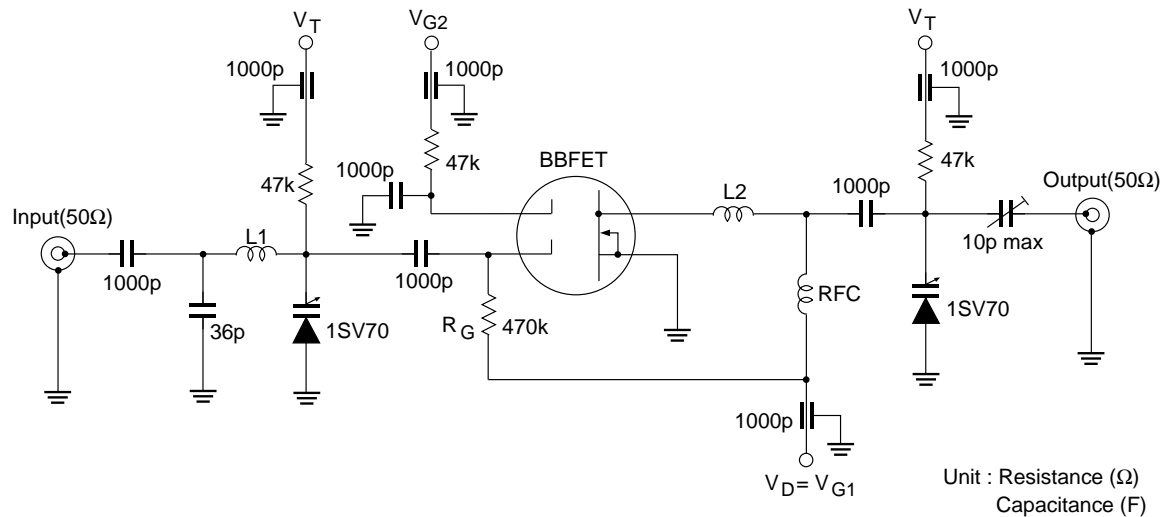 V_T
V_G2
V_T
1000p
1000p
1000p
47k
BBFET
47k
1000p
47k
L2
1000p
Output(50Ω)
Input(50Ω)
L1
10p max
1000p
1000p
RFC
36p
1SV70
R_G
470k
1SV70
1000p
V_D = V_G1
Unit : Resistance (Ω)
Capacitance (F)